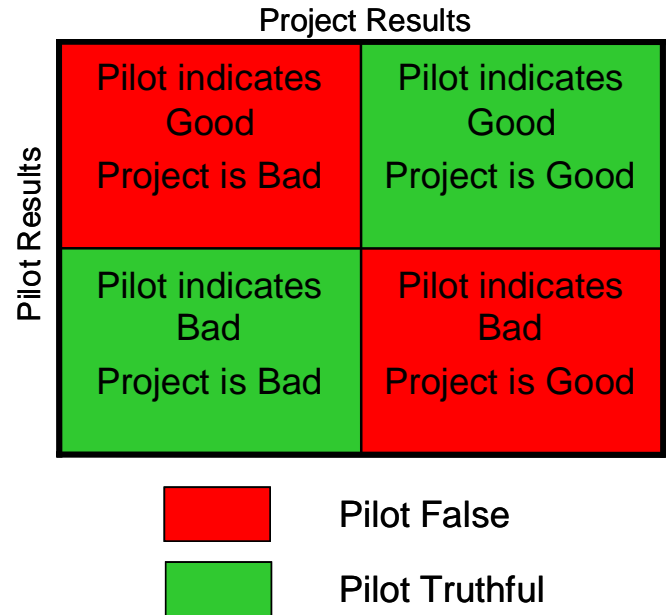 Project Results
Pilot Results
Pilot indicates
Good
Project is Bad
Pilot indicates
Good
Project is Good
Pilot indicates
Bad
Project is Bad
Pilot indicates
Bad
Project is Good
Pilot False
Pilot Truthful